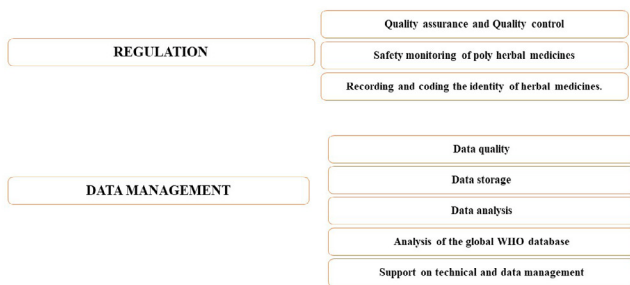 REGULATION
Quality assurance and Quality control
Safety monitoring of poly herbal medicines
Recording and coding the identity of herbal medicines.
DATA MANAGEMENT
Data quality
Data storage
Data analysis
Analysis of the global WHO database
Support on technical and data management